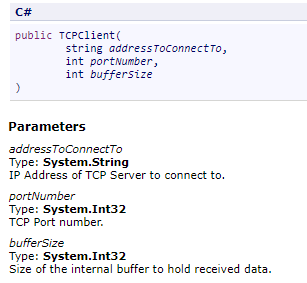 C#
public TCPClient(
string addressToConnectTo,
int portNumber,
int bufferSize
)
Parameters
addressToConnectTo
Type: System.String
IP Address of TCP Server to connect to.
portNumber
Type: System.Int32
TCP Port number.
bufferSize
Type: System.Int32
Size of the internal buffer to hold received data.